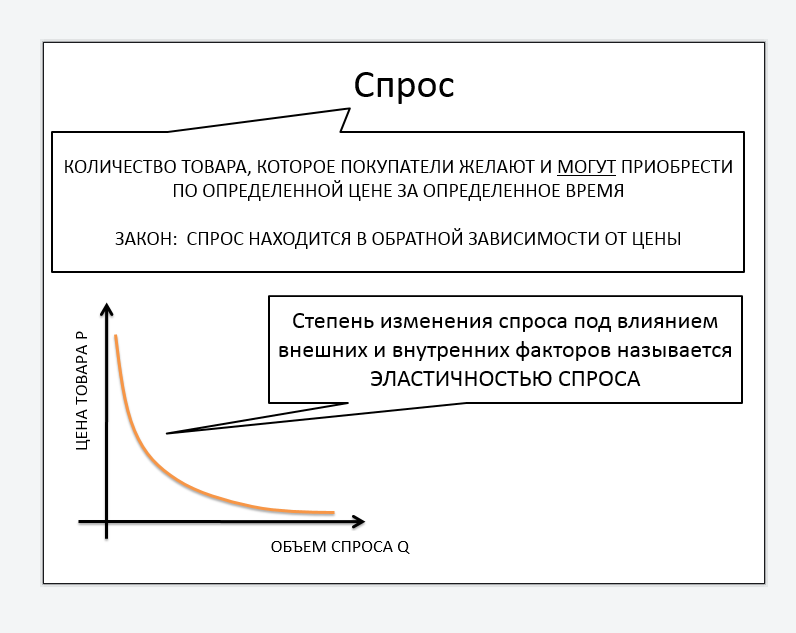 Спрос
КОЛИЧЕСТВО ТОВАРА, КОТОРОЕ ПОКУПАТЕЛИ ЖЕЛАЮТ И МОГУТ ПРИОБРЕСТИ
ПО ОПРЕДЕЛЕННОЙ ЦЕНЕ ЗА ОПРЕДЕЛЕННОЕ ВРЕМЯ
ЗАКОН: СПРОС НАХОДИТСЯ В ОБРАТНОЙ ЗАВИСИМОСТИ ОТ ЦЕНЫ
Степень изменения спроса под влиянием
внешних и внутренних факторов называется
ЭЛАСТИЧНОСТЬЮ СПРОСА
ЦЕНА ТОВАРА P
ОБЪЕМ СПРОСА Q